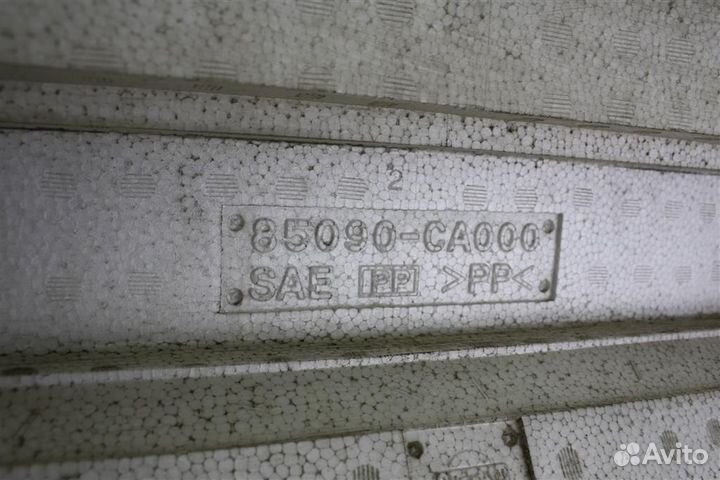 2
85090-CA000
SAE PP >PP<
Avito